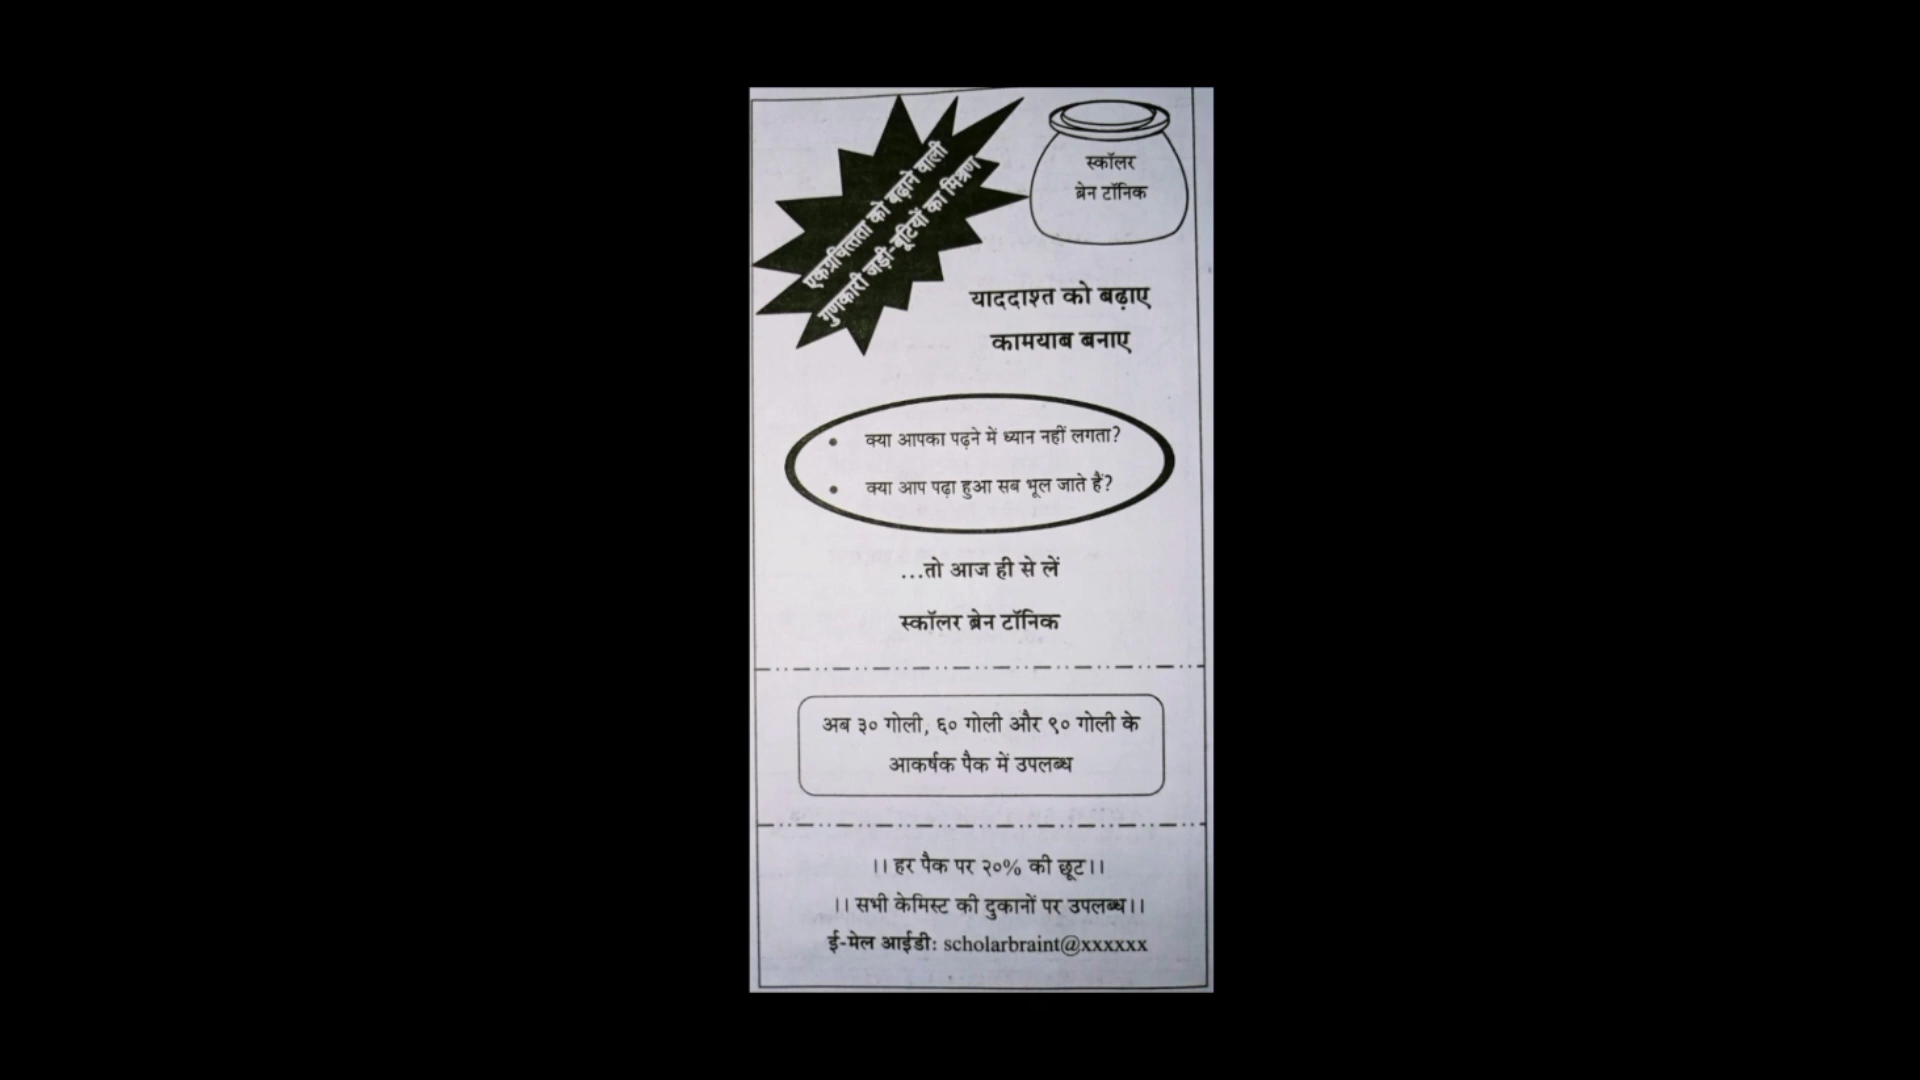 एकग्रचित्तता को बढ़ाने वाली
गुणकारी जड़ी-बूटियों का मिश्रण
स्कॉलर
ब्रेन टॉनिक
याददाश्त को बढ़ाए
कामयाब बनाए
• क्या आपका पढ़ने में ध्यान नहीं लगता?
• क्या आप पढ़ा हुआ सब भूल जाते हैं?
...तो आज ही से लें
स्कॉलर ब्रेन टॉनिक
अब ३० गोली, ६० गोली और ९० गोली के
आकर्षक पैक में उपलब्ध
।। हर पैक पर २०% की छूट।।
।। सभी केमिस्ट की दुकानों पर उपलब्ध।।
ई-मेल आईडी: scholarbraint@xxxxxx